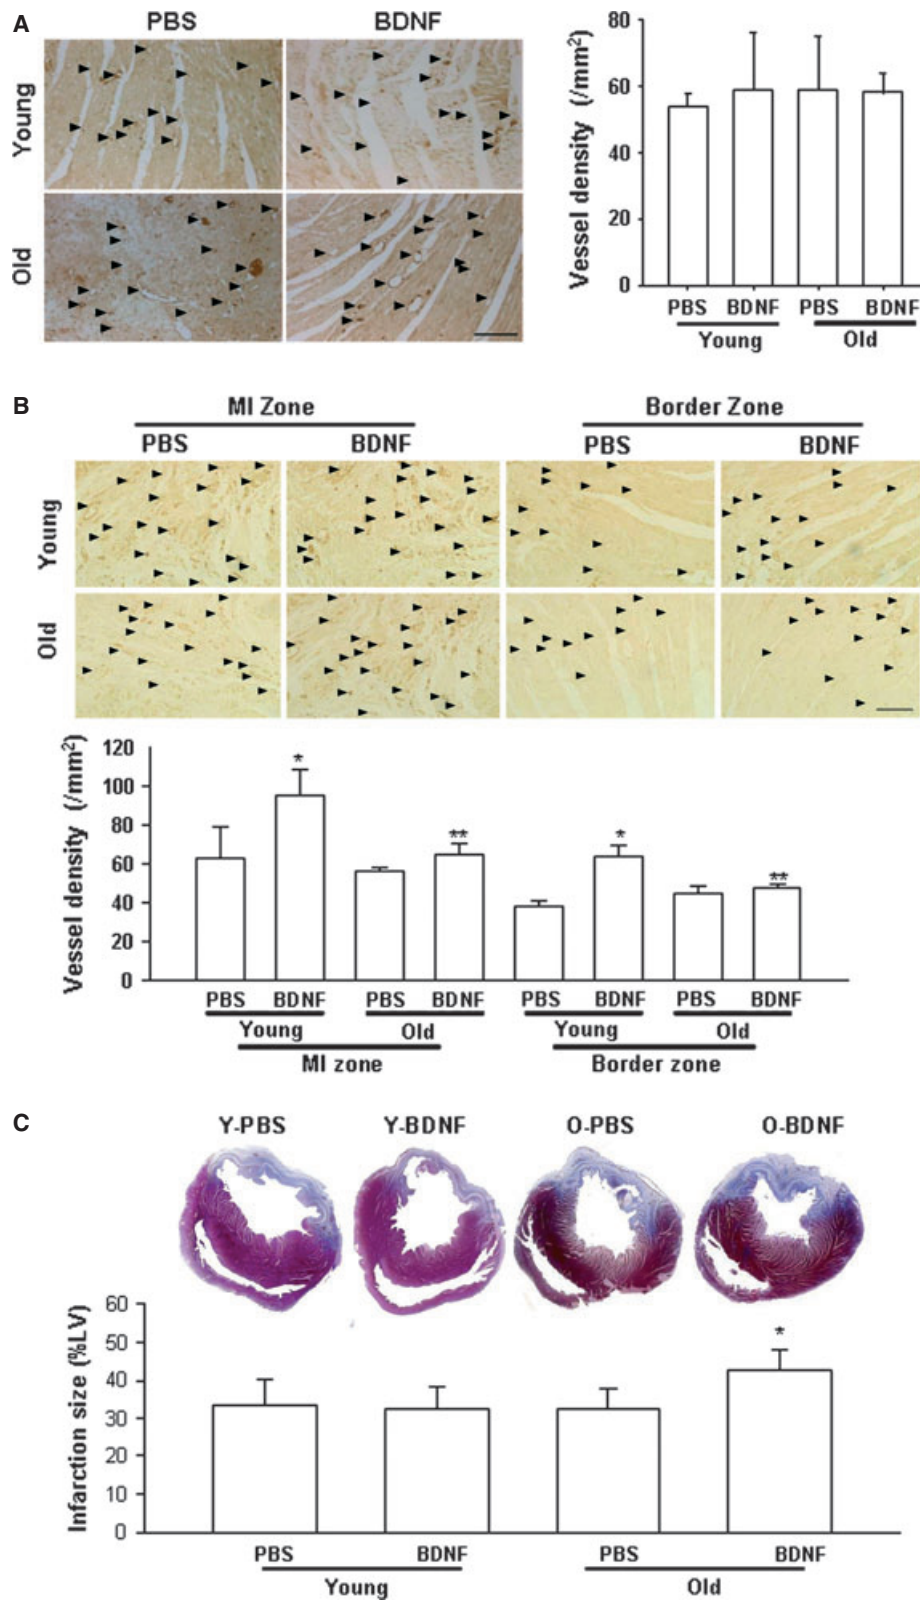 A
PBS BDNF
Young
Old
Vessel density (/mm²)
80
60
40
20
0
PBS BDNF PBS BDNF
Young Old
B
MI Zone Border Zone
PBS BDNF PBS BDNF
Young
Old
Vessel density (/mm²)
120
100
80
60
40
20
0
* ** * **
PBS BDNF PBS BDNF PBS BDNF PBS BDNF
Young Old Young Old
MI zone Border zone
C
Y-PBS Y-BDNF O-PBS O-BDNF
Infarction size (%LV)
60
50
40
30
20
10
0
*
PBS BDNF PBS BDNF
Young Old